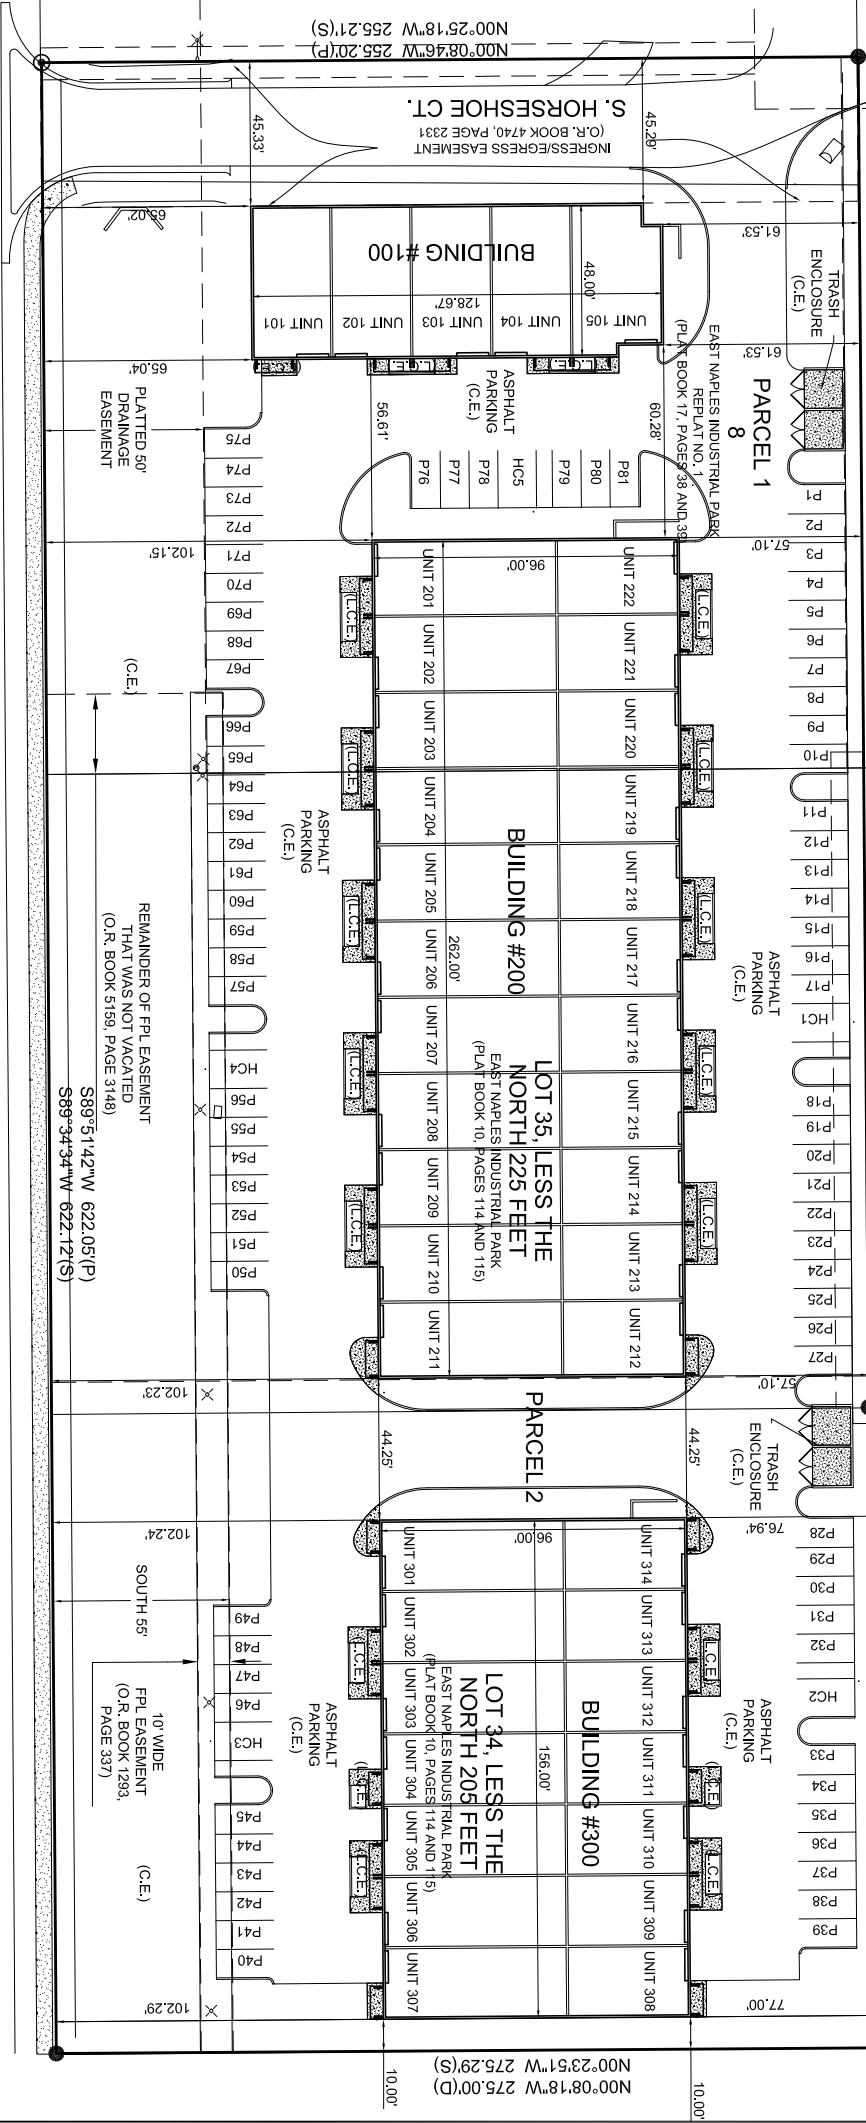 N00°25'18"W 255.21'(S)
N00°08'46"W 255.20'(P)
S. HORSESHOE CT.
(O.R. BOOK 4740, PAGE 2331
INGRESS/EGRESS EASEMENT
45.33'
45.29'
65.02'
61.53'
BUILDING #100
48.00'
128.67'
UNIT 101
UNIT 102
UNIT 103
UNIT 104
UNIT 105
TRASH
ENCLOSURE
(C.E.)
61.53'
65.04'
(L.C.E.)
PLATTED 50'
DRAINAGE
EASEMENT
ASPHALT
PARKING
(C.E.)
56.61'
60.28'
EAST NAPLES INDUSTRIAL PARK
REPLAT NO. 1
(PLAT BOOK 17, PAGES 38 AND 39
PARCEL 1
8
P75
P74
P73
P72
P71
P70
P69
P68
P67
P76
P77
P78
HC5
P79
P80
P81
P1
P2
P3
P4
P5
P6
P7
P8
P9
P10
102.15'
57.10'
96.00'
(C.E.)
UNIT 201
UNIT 202
UNIT 203
UNIT 204
UNIT 205
UNIT 206
UNIT 207
UNIT 208
UNIT 209
UNIT 210
UNIT 211
UNIT 222
UNIT 221
UNIT 220
UNIT 219
UNIT 218
UNIT 217
UNIT 216
UNIT 215
UNIT 214
UNIT 213
UNIT 212
(L.C.E.)
(L.C.E.)
(L.C.E.)
(L.C.E.)
(L.C.E.)
(L.C.E.)
(L.C.E.)
(L.C.E.)
(L.C.E.)
(L.C.E.)
BUILDING #200
262.00'
LOT 35, LESS THE
NORTH 225 FEET
EAST NAPLES INDUSTRIAL PARK
(PLAT BOOK 10, PAGES 114 AND 115)
P66
P65
P64
P63
P62
P61
P60
P59
P58
P57
HC4
P56
P55
P54
P53
P52
P51
P50
ASPHALT
PARKING
(C.E.)
P11
P12
P13
P14
P15
P16
P17
HC1
P18
P19
P20
P21
P22
P23
P24
P25
P26
P27
ASPHALT
PARKING
(C.E.)
REMAINDER OF FPL EASEMENT
THAT WAS NOT VACATED
(O.R. BOOK 5159, PAGE 3148)
S89°51'42"W 622.05'(P)
S89°34'34"W 622.12'(S)
102.23'
57.10'
44.25'
44.25'
PARCEL 2
TRASH
ENCLOSURE
(C.E.)
102.24'
76.94'
96.00'
SOUTH 55'
UNIT 301
UNIT 302
UNIT 303
UNIT 304
UNIT 305
UNIT 306
UNIT 307
UNIT 314
UNIT 313
UNIT 312
UNIT 311
UNIT 310
UNIT 309
UNIT 308
BUILDING #300
156.00'
LOT 34, LESS THE
NORTH 205 FEET
EAST NAPLES INDUSTRIAL PARK
(PLAT BOOK 10, PAGES 114 AND 115)
P49
P48
P47
P46
HC3
P45
P44
P43
P42
P41
P40
ASPHALT
PARKING
(C.E.)
P28
P29
P30
P31
P32
HC2
P33
P34
P35
P36
P37
P38
P39
ASPHALT
PARKING
(C.E.)
10' WIDE
FPL EASEMENT
(O.R. BOOK 1293,
PAGE 337)
(C.E.)
102.29'
77.00'
10.00'
10.00'
N00°23'51"W 275.29'(S)
N00°08'18"W 275.00'(D)